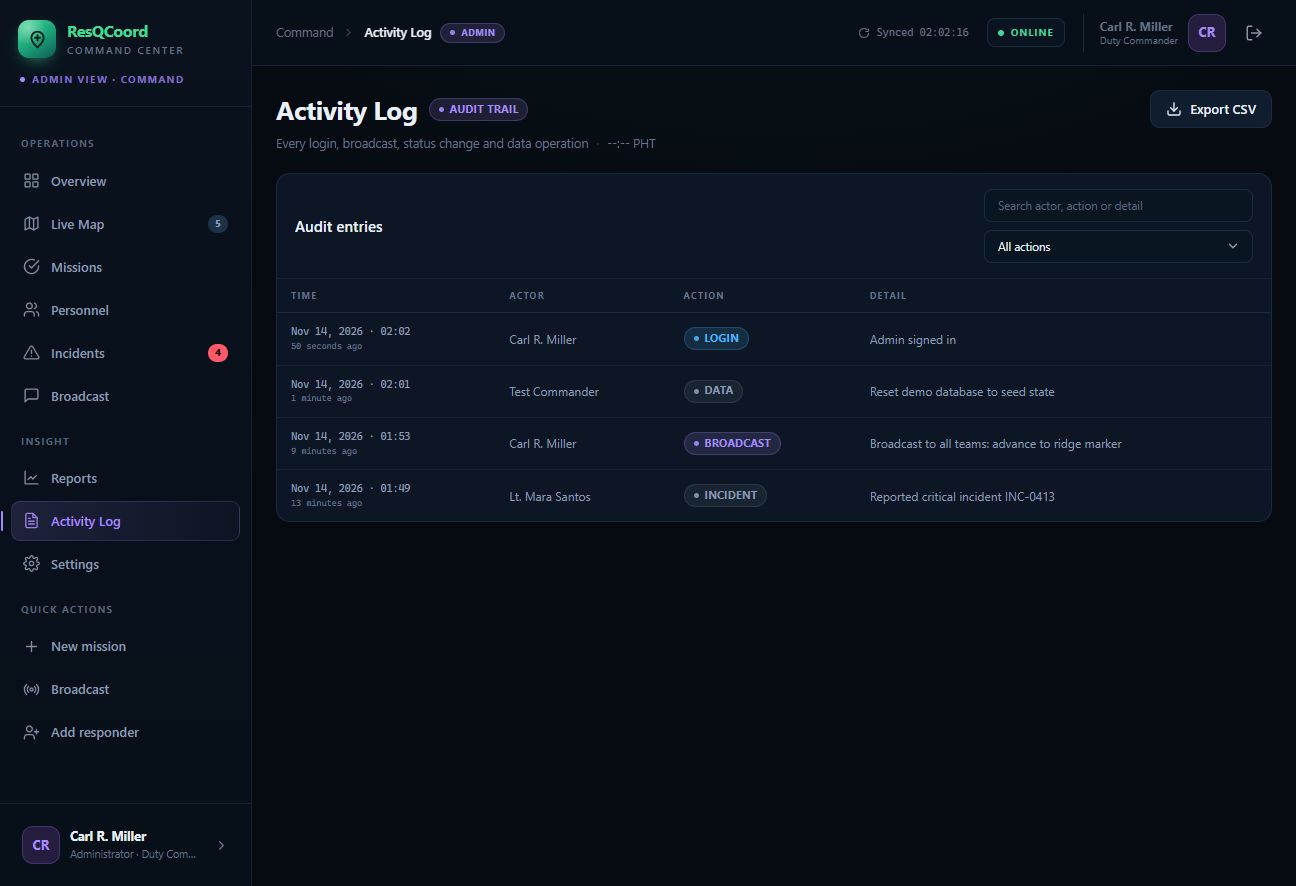 ResQCoord
COMMAND CENTER
ADMIN VIEW · COMMAND
OPERATIONS
Overview
Live Map 5
Missions
Personnel
Incidents 4
Broadcast
INSIGHT
Reports
Activity Log
Settings
QUICK ACTIONS
New mission
Broadcast
Add responder
CR
Carl R. Miller
Administrator · Duty Com...
Command > Activity Log ADMIN
Synced 02:02:16
ONLINE
Carl R. Miller
Duty Commander
CR
Activity Log AUDIT TRAIL
Export CSV
Every login, broadcast, status change and data operation · --:-- PHT
Audit entries
Search actor, action or detail
All actions
TIME ACTOR ACTION DETAIL
Nov 14, 2026 · 02:02
50 seconds ago
Carl R. Miller LOGIN Admin signed in
Nov 14, 2026 · 02:01
1 minute ago
Test Commander DATA Reset demo database to seed state
Nov 14, 2026 · 01:53
9 minutes ago
Carl R. Miller BROADCAST Broadcast to all teams: advance to ridge marker
Nov 14, 2026 · 01:49
13 minutes ago
Lt. Mara Santos INCIDENT Reported critical incident INC-0413